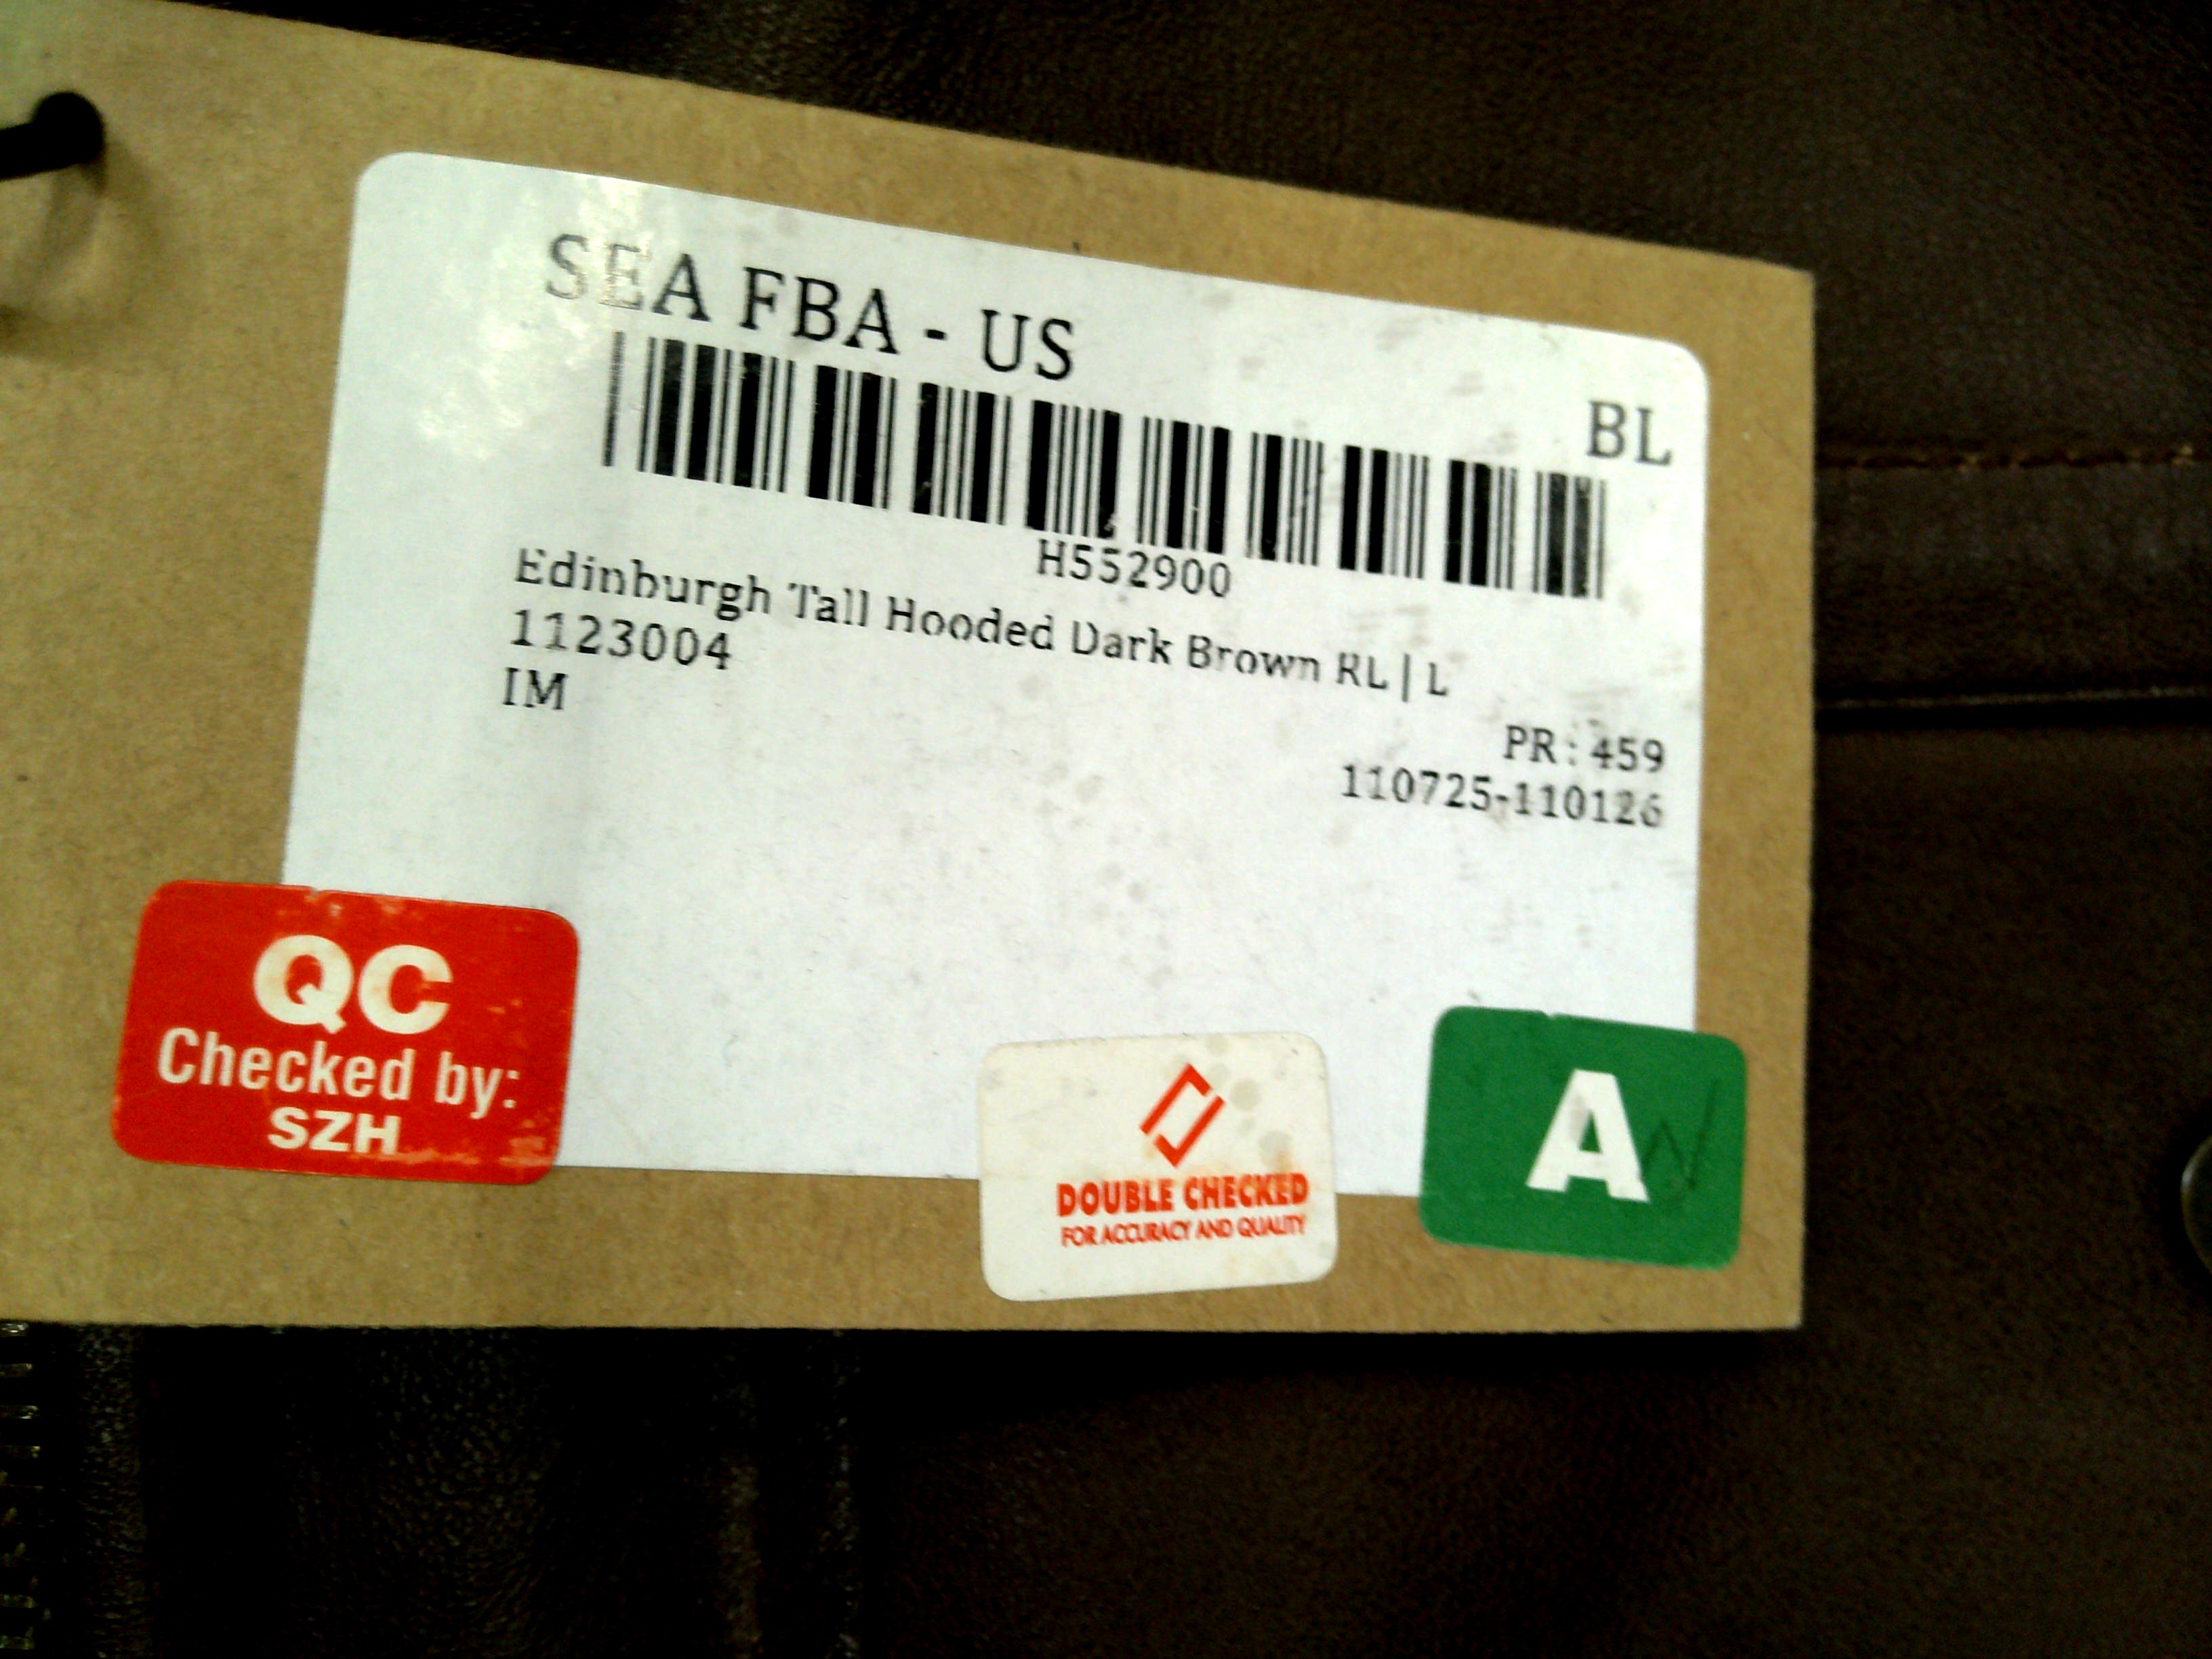 SEA FBA - US
BL
H552900
Edinburgh Tall Hooded Dark Brown RL | L
1123004
IM
PR : 459
110725-110126
QC
Checked by:
SZH
DOUBLE CHECKED
FOR ACCURACY AND QUALITY
A